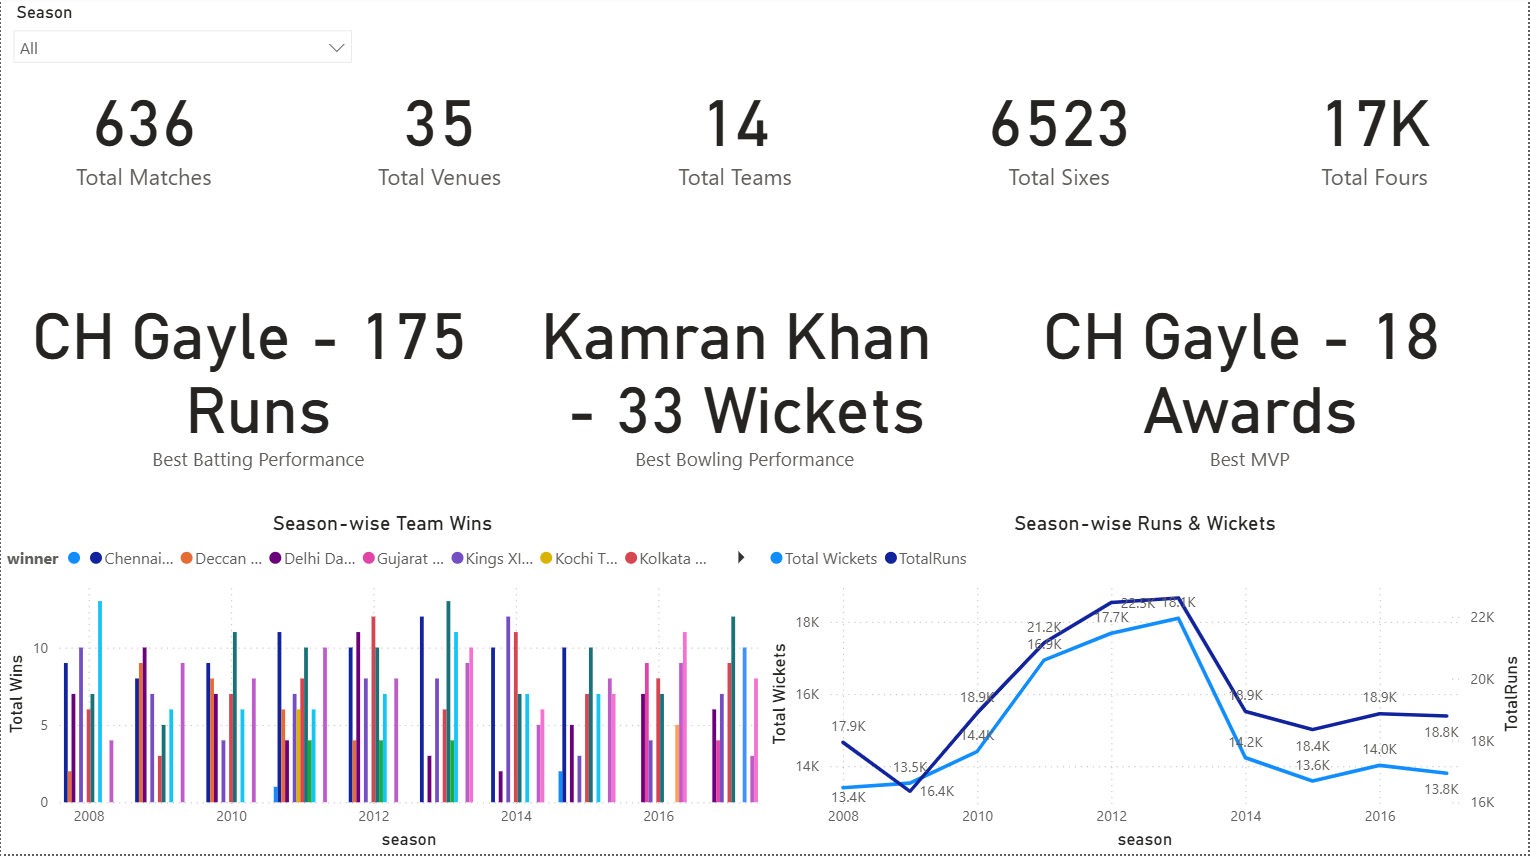 Season
All
636
Total Matches
35
Total Venues
14
Total Teams
6523
Total Sixes
17K
Total Fours
CH Gayle - 175
Runs
Best Batting Performance
Kamran Khan
- 33 Wickets
Best Bowling Performance
CH Gayle - 18
Awards
Best MVP
Season-wise Team Wins
winner Chennai... Deccan ... Delhi Da... Gujarat ... Kings XI... Kochi T... Kolkata ...
Total Wins
10
5
0
2008 2010 2012 2014 2016
season
Season-wise Runs & Wickets
Total Wickets TotalRuns
Total Wickets
18K
16K
14K
17.9K
16.4K
18.9K
21.2K
22.5K
18.9K
18.4K
18.9K
18.8K
13.4K
13.5K
14.4K
16.9K
17.7K
18.1K
14.2K
13.6K
14.0K
13.8K
22K
20K
18K
16K
TotalRuns
2008 2010 2012 2014 2016
season